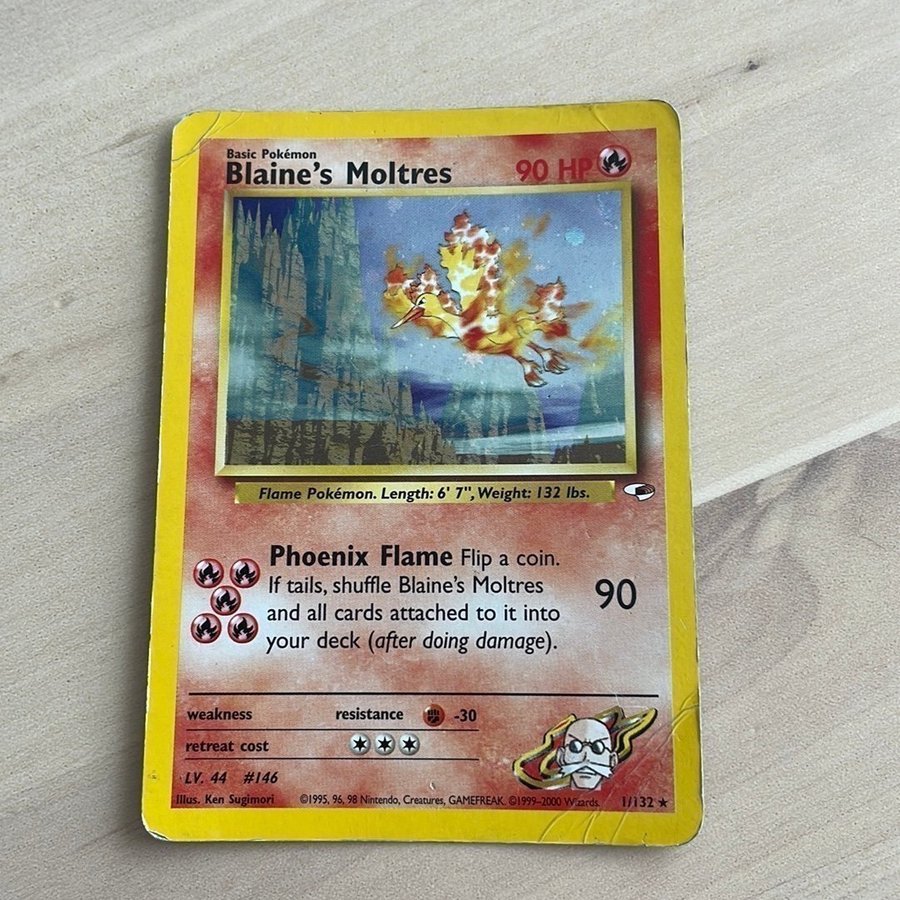 Basic Pokémon
Blaine's Moltres 90 HP
Flame Pokémon. Length: 6' 7", Weight: 132 lbs.
Phoenix Flame Flip a coin.
If tails, shuffle Blaine's Moltres
and all cards attached to it into
your deck (after doing damage).
90
weakness resistance -30
retreat cost
LV. 44 #146
Illus. Ken Sugimori ©1995, 96, 98 Nintendo, Creatures, GAMEFREAK. ©1999-2000 Wizards. 1/132 ★